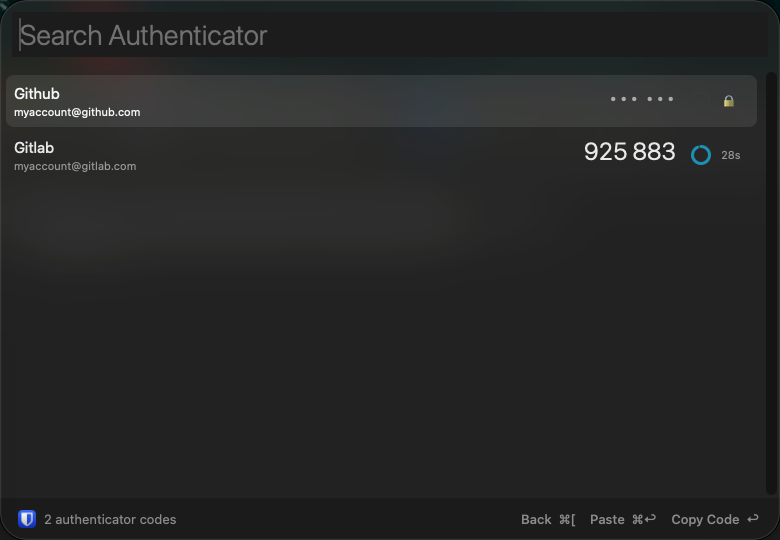 Search Authenticator
Github
myaccount@github.com
••• •••
Gitlab
myaccount@gitlab.com
925 883
28s
2 authenticator codes
Back ⌘[
Paste ⌘↩
Copy Code ↩